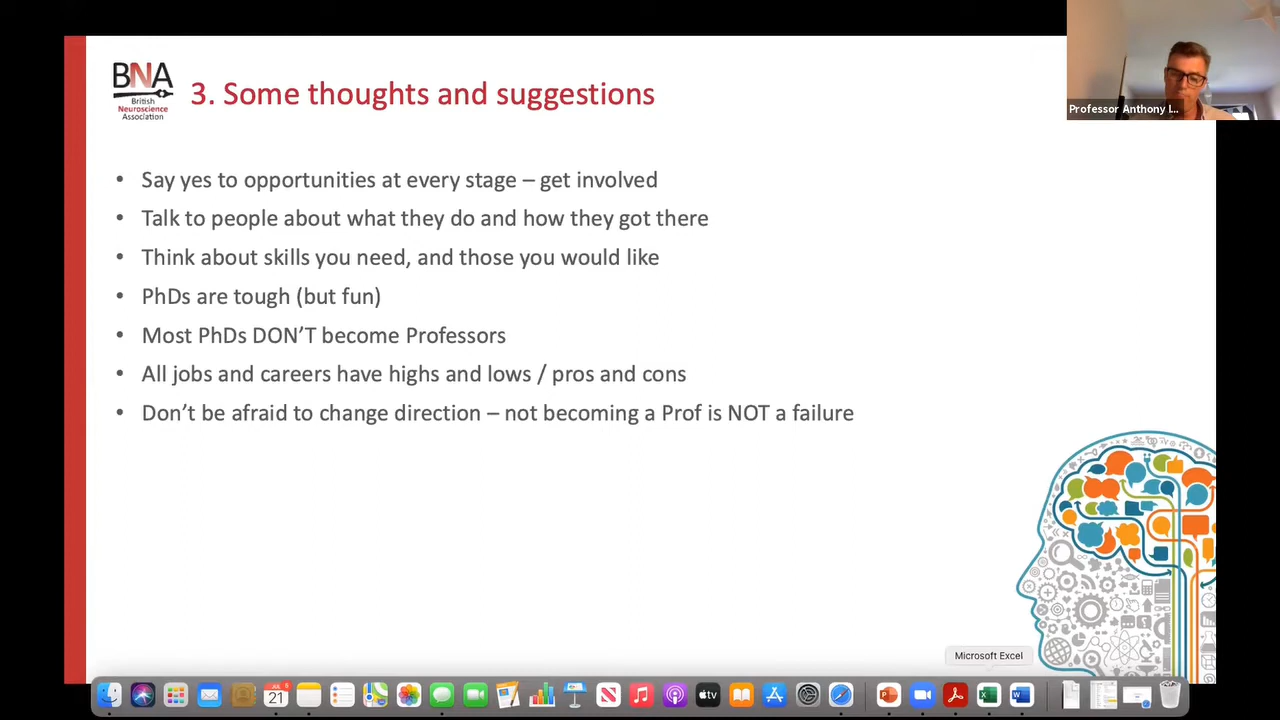 BNA
British
Neuroscience
Association
3. Some thoughts and suggestions
Professor Anthony I...
• Say yes to opportunities at every stage – get involved
• Talk to people about what they do and how they got there
• Think about skills you need, and those you would like
• PhDs are tough (but fun)
• Most PhDs DON'T become Professors
• All jobs and careers have highs and lows / pros and cons
• Don't be afraid to change direction – not becoming a Prof is NOT a failure
Microsoft Excel
JUL
21
tv